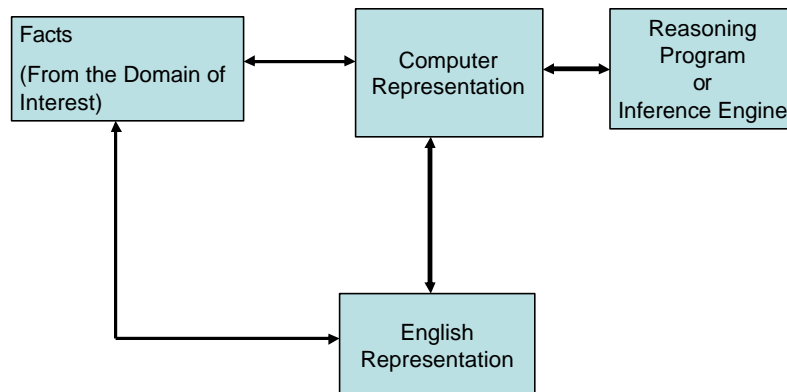 Facts
(From the Domain of
Interest)
Computer
Representation
Reasoning
Program
or
Inference Engine
English
Representation